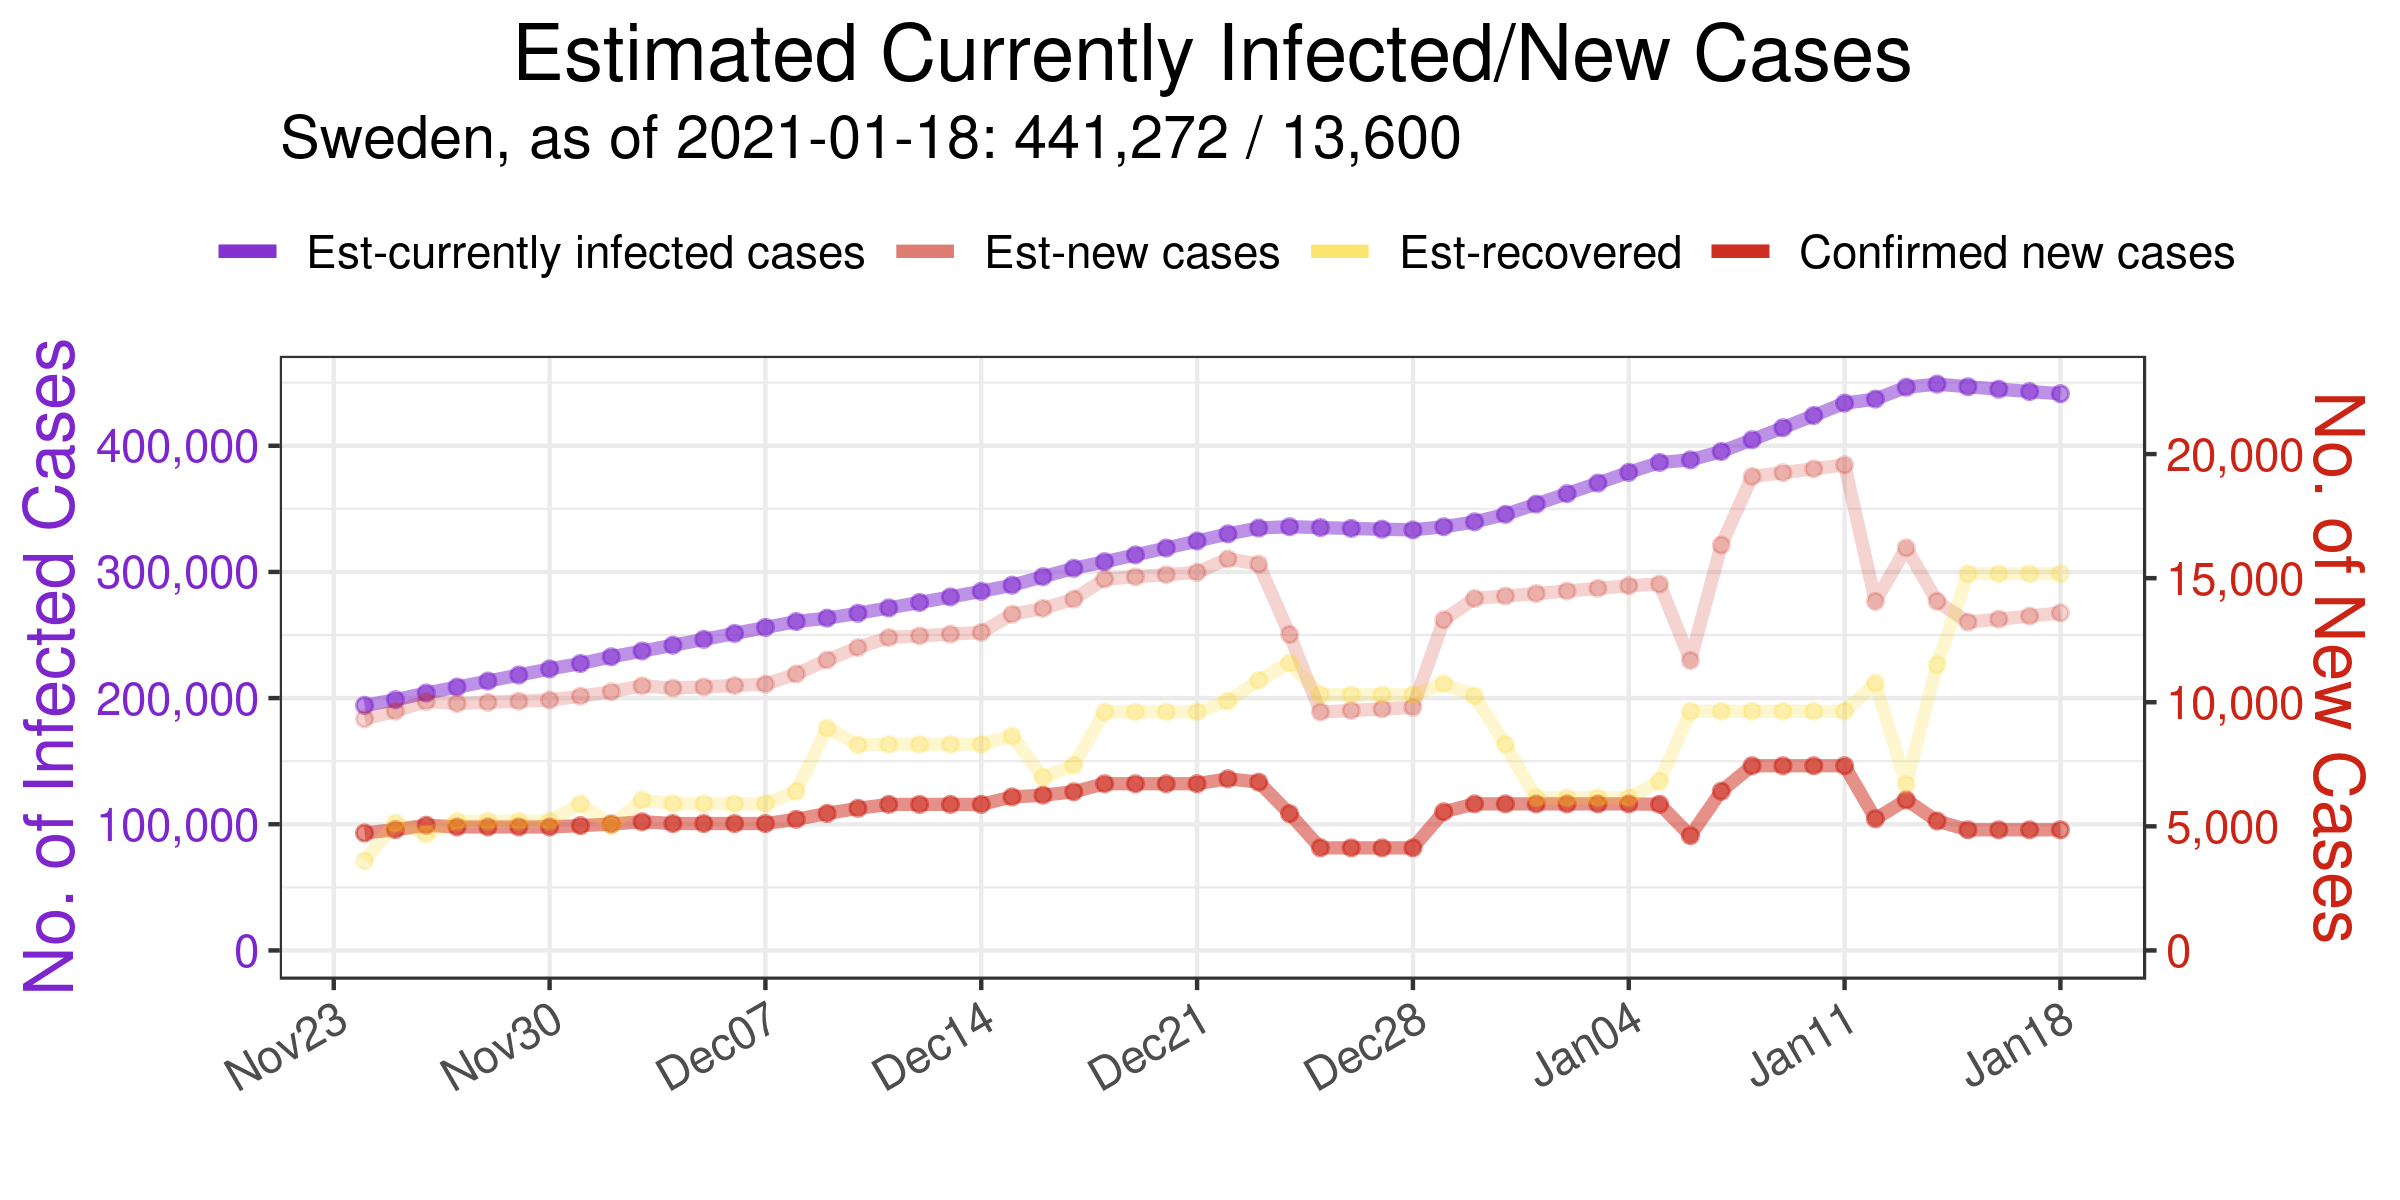 Estimated Currently Infected/New Cases
Sweden, as of 2021-01-18: 441,272 / 13,600
Est-currently infected cases Est-new cases Est-recovered Confirmed new cases
No. of Infected Cases
400,000
300,000
200,000
100,000
0
20,000
15,000
10,000
5,000
0
No. of New Cases
Nov23 Nov30 Dec07 Dec14 Dec21 Dec28 Jan04 Jan11 Jan18